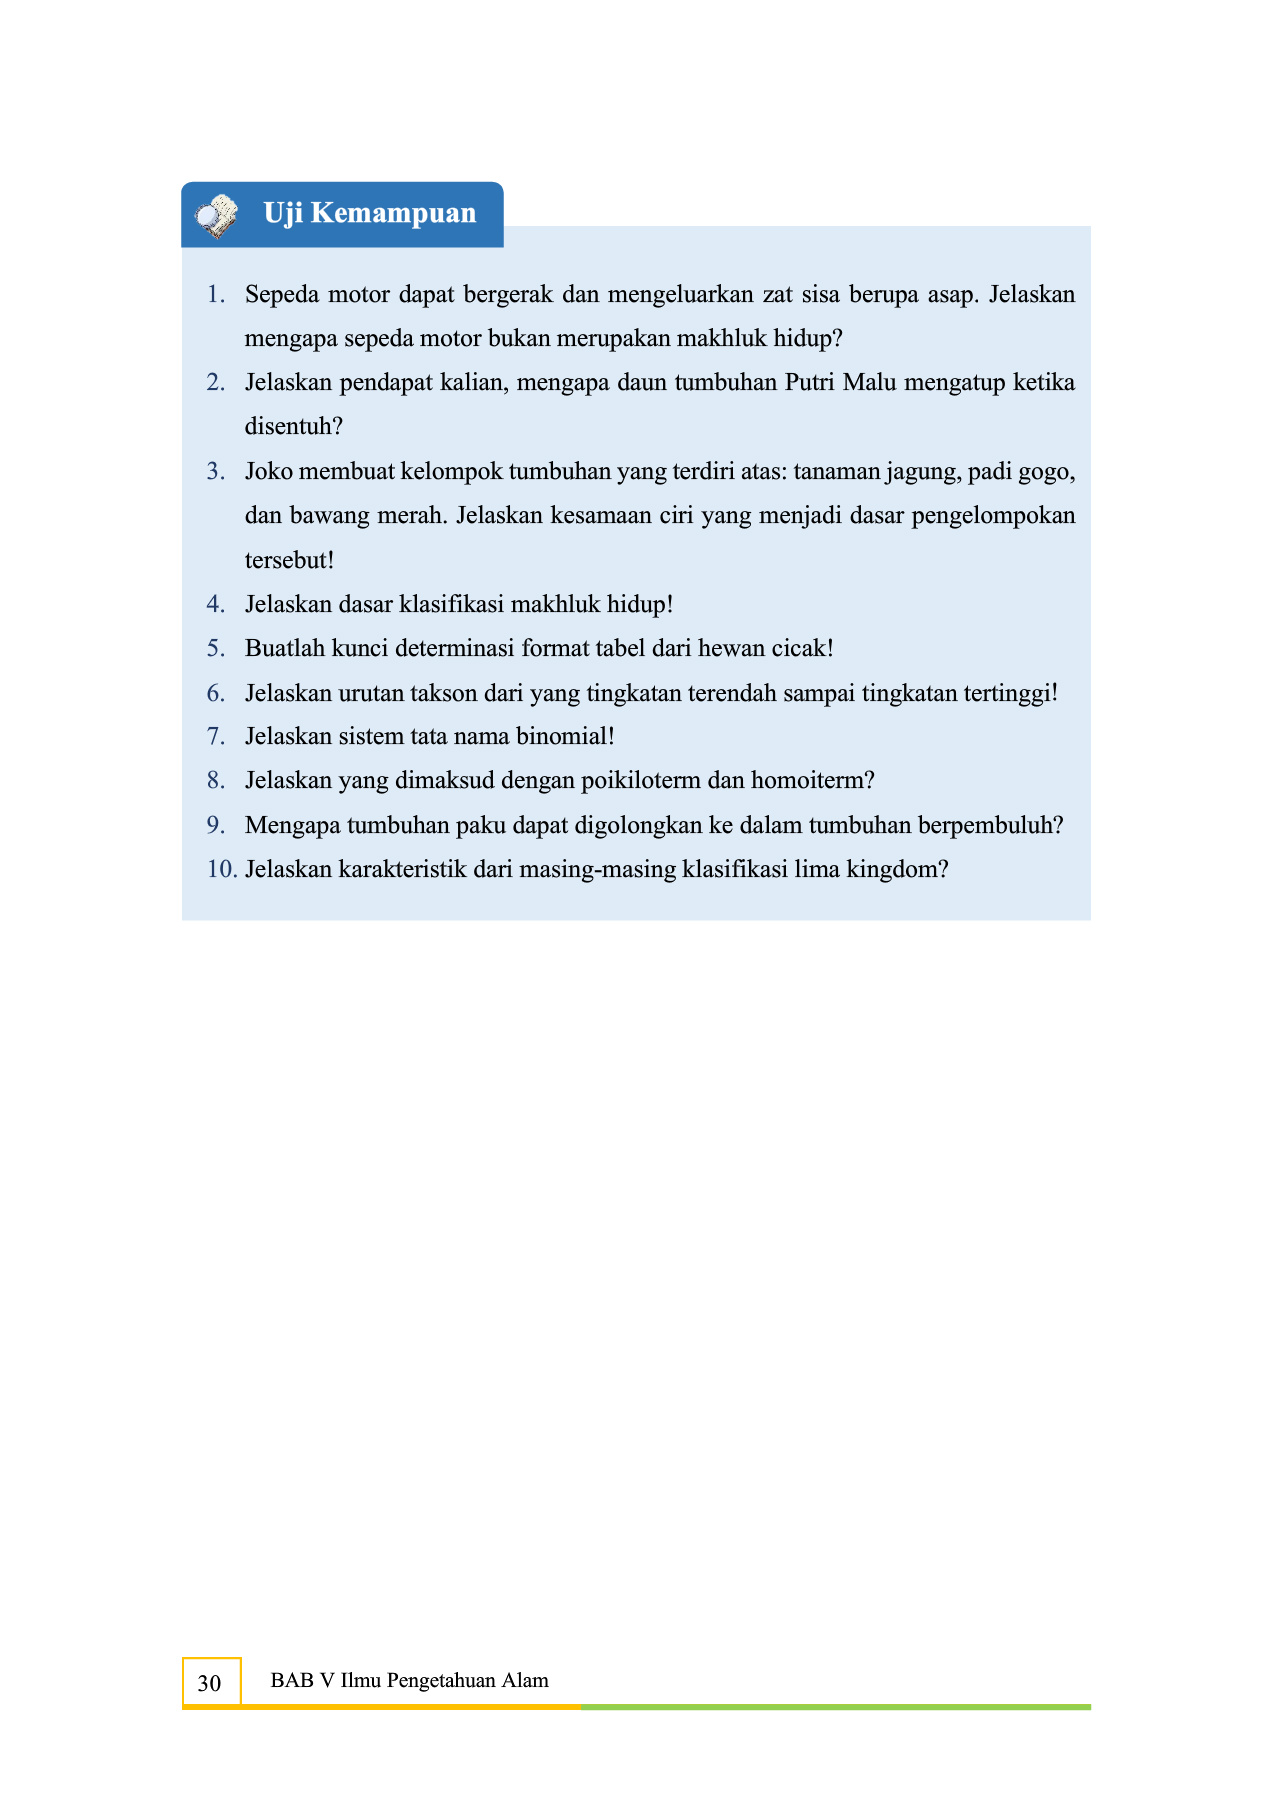 Uji Kemampuan
1. Sepeda motor dapat bergerak dan mengeluarkan zat sisa berupa asap. Jelaskan
mengapa sepeda motor bukan merupakan makhluk hidup?
2. Jelaskan pendapat kalian, mengapa daun tumbuhan Putri Malu mengatup ketika
disentuh?
3. Joko membuat kelompok tumbuhan yang terdiri atas: tanaman jagung, padi gogo,
dan bawang merah. Jelaskan kesamaan ciri yang menjadi dasar pengelompokan
tersebut!
4. Jelaskan dasar klasifikasi makhluk hidup!
5. Buatlah kunci determinasi format tabel dari hewan cicak!
6. Jelaskan urutan takson dari yang tingkatan terendah sampai tingkatan tertinggi!
7. Jelaskan sistem tata nama binomial!
8. Jelaskan yang dimaksud dengan poikiloterm dan homoiterm?
9. Mengapa tumbuhan paku dapat digolongkan ke dalam tumbuhan berpembuluh?
10. Jelaskan karakteristik dari masing-masing klasifikasi lima kingdom?
30 BAB V Ilmu Pengetahuan Alam